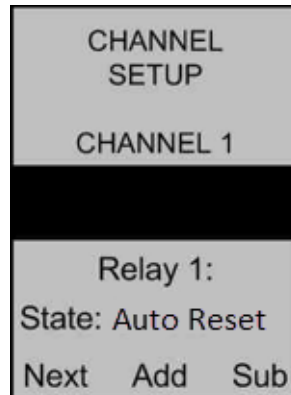 CHANNEL
SETUP
CHANNEL 1
Relay 1:
State: Auto Reset
Next Add Sub